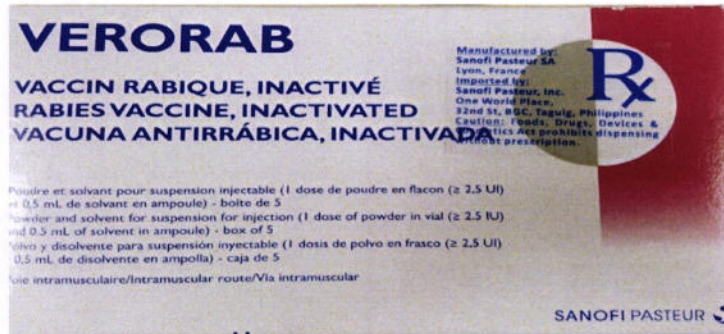 VERORAB
VACCIN RABIQUE, INACTIVÉ
RABIES VACCINE, INACTIVATED
VACUNA ANTIRRÁBICA, INACTIVADA
Manufactured by:
Sanofi Pasteur SA
Lyon, France
Imported by:
Sanofi Pasteur, Inc.
One World Place,
32nd St, BGC, Taguig, Philippines
Caution: Foods, Drugs, Devices &
Cosmetics Act prohibits dispensing
without prescription.
Rx
Poudre et solvant pour suspension injectable (1 dose de poudre en flacon (≥ 2,5 UI)
et 0,5 mL de solvant en ampoule) - boîte de 5
Powder and solvent for suspension for injection (1 dose of powder in vial (≥ 2.5 IU)
and 0.5 mL of solvent in ampoule) - box of 5
Polvo y disolvente para suspensión inyectable (1 dosis de polvo en frasco (≥ 2,5 UI)
0,5 mL de disolvente en ampolla) - caja de 5
Voie intramusculaire/Intramuscular route/Vía intramuscular
SANOFI PASTEUR